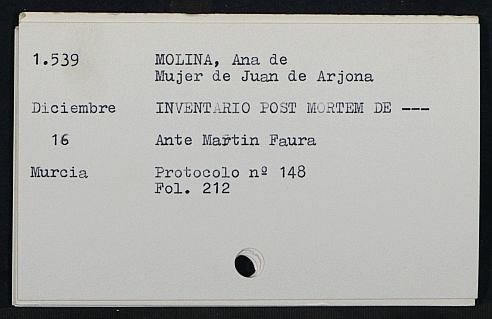 1.539 MOLINA, Ana de
Mujer de Juan de Arjona
Diciembre INVENTARIO POST MORTEM DE ---
16 Ante Martin Faura
Murcia Protocolo nº 148
Fol. 212